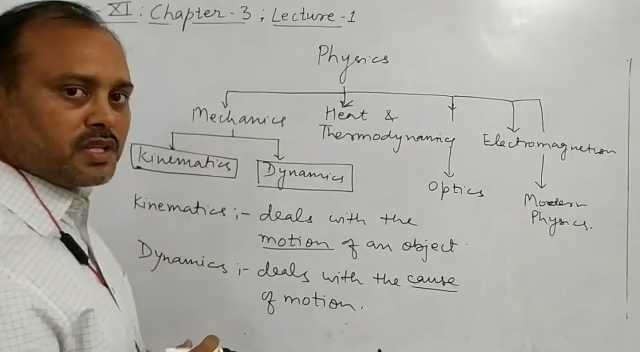 XI : Chapter - 3 ; Lecture - 1
Physics
Mechanics
Heat & Thermodynamics
Optics
Electromagnetism
Modern Physics.
Kinematics
Dynamics
Kinematics :- deals with the
motion of an object.
Dynamics :- deals with the cause
of motion.